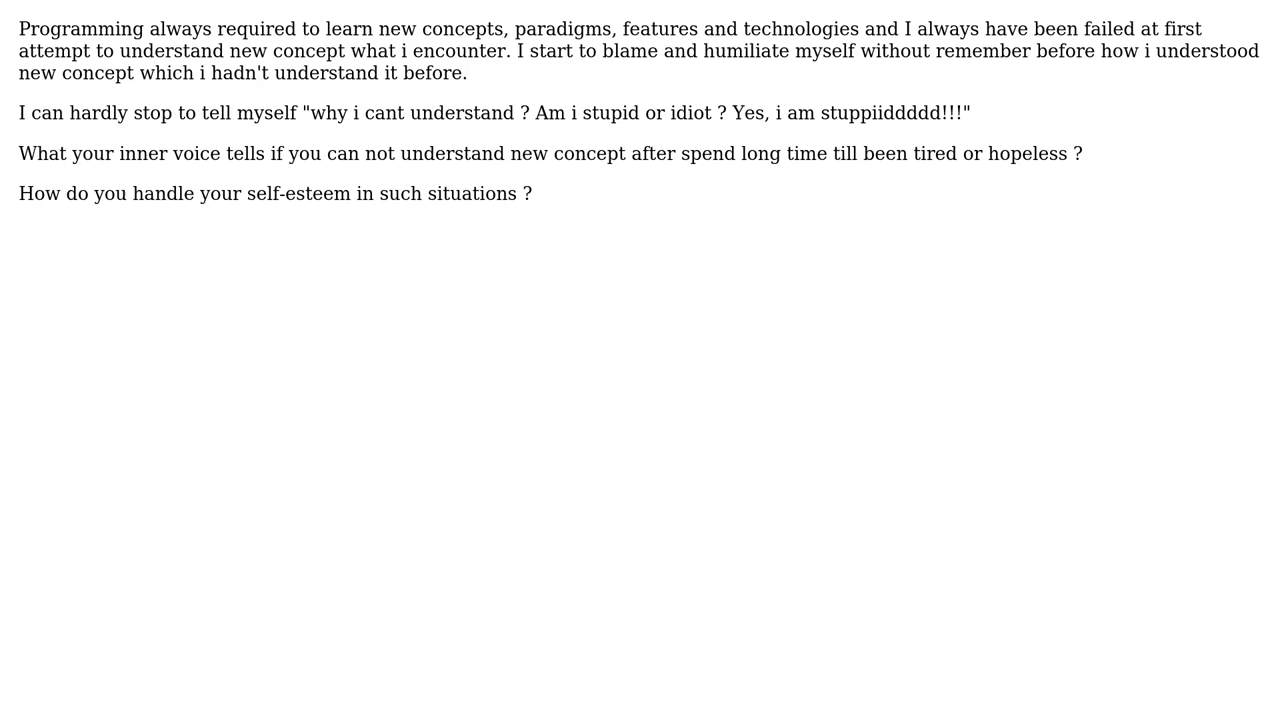 Programming always required to learn new concepts, paradigms, features and technologies and I always have been failed at first
attempt to understand new concept what i encounter. I start to blame and humiliate myself without remember before how i understood
new concept which i hadn't understand it before.
I can hardly stop to tell myself "why i cant understand ? Am i stupid or idiot ? Yes, i am stuppiiddddd!!!"
What your inner voice tells if you can not understand new concept after spend long time till been tired or hopeless ?
How do you handle your self-esteem in such situations ?